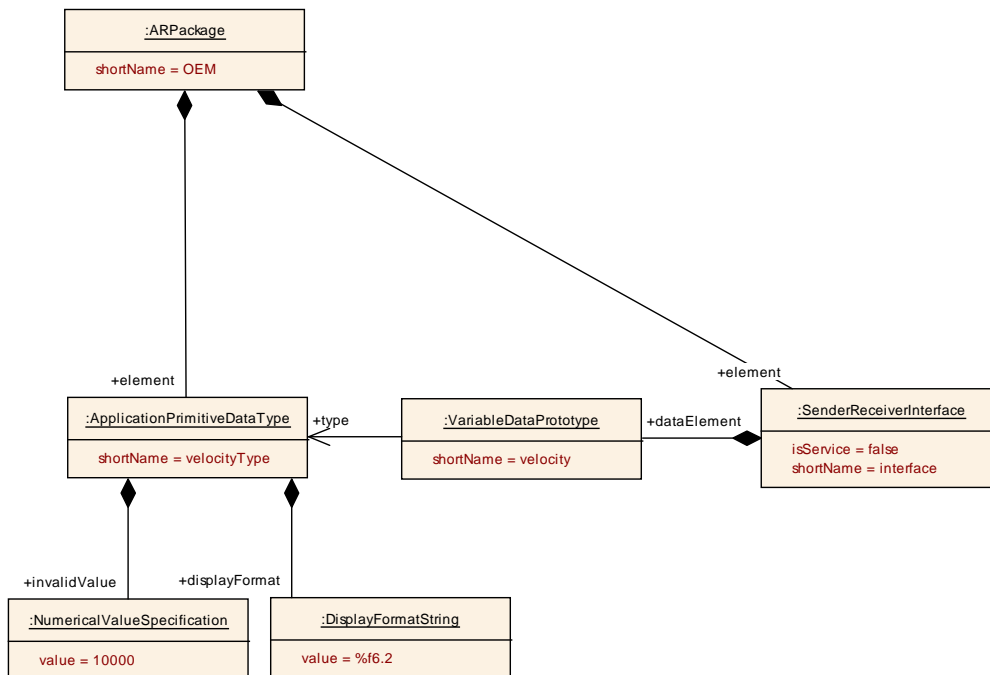 :ARPackage
shortName = OEM
+element
+element
:ApplicationPrimitiveDataType
shortName = velocityType
+type
:VariableDataPrototype
shortName = velocity
+dataElement
:SenderReceiverInterface
isService = false
shortName = interface
+invalidValue
+displayFormat
:NumericalValueSpecification
value = 10000
:DisplayFormatString
value = %f6.2